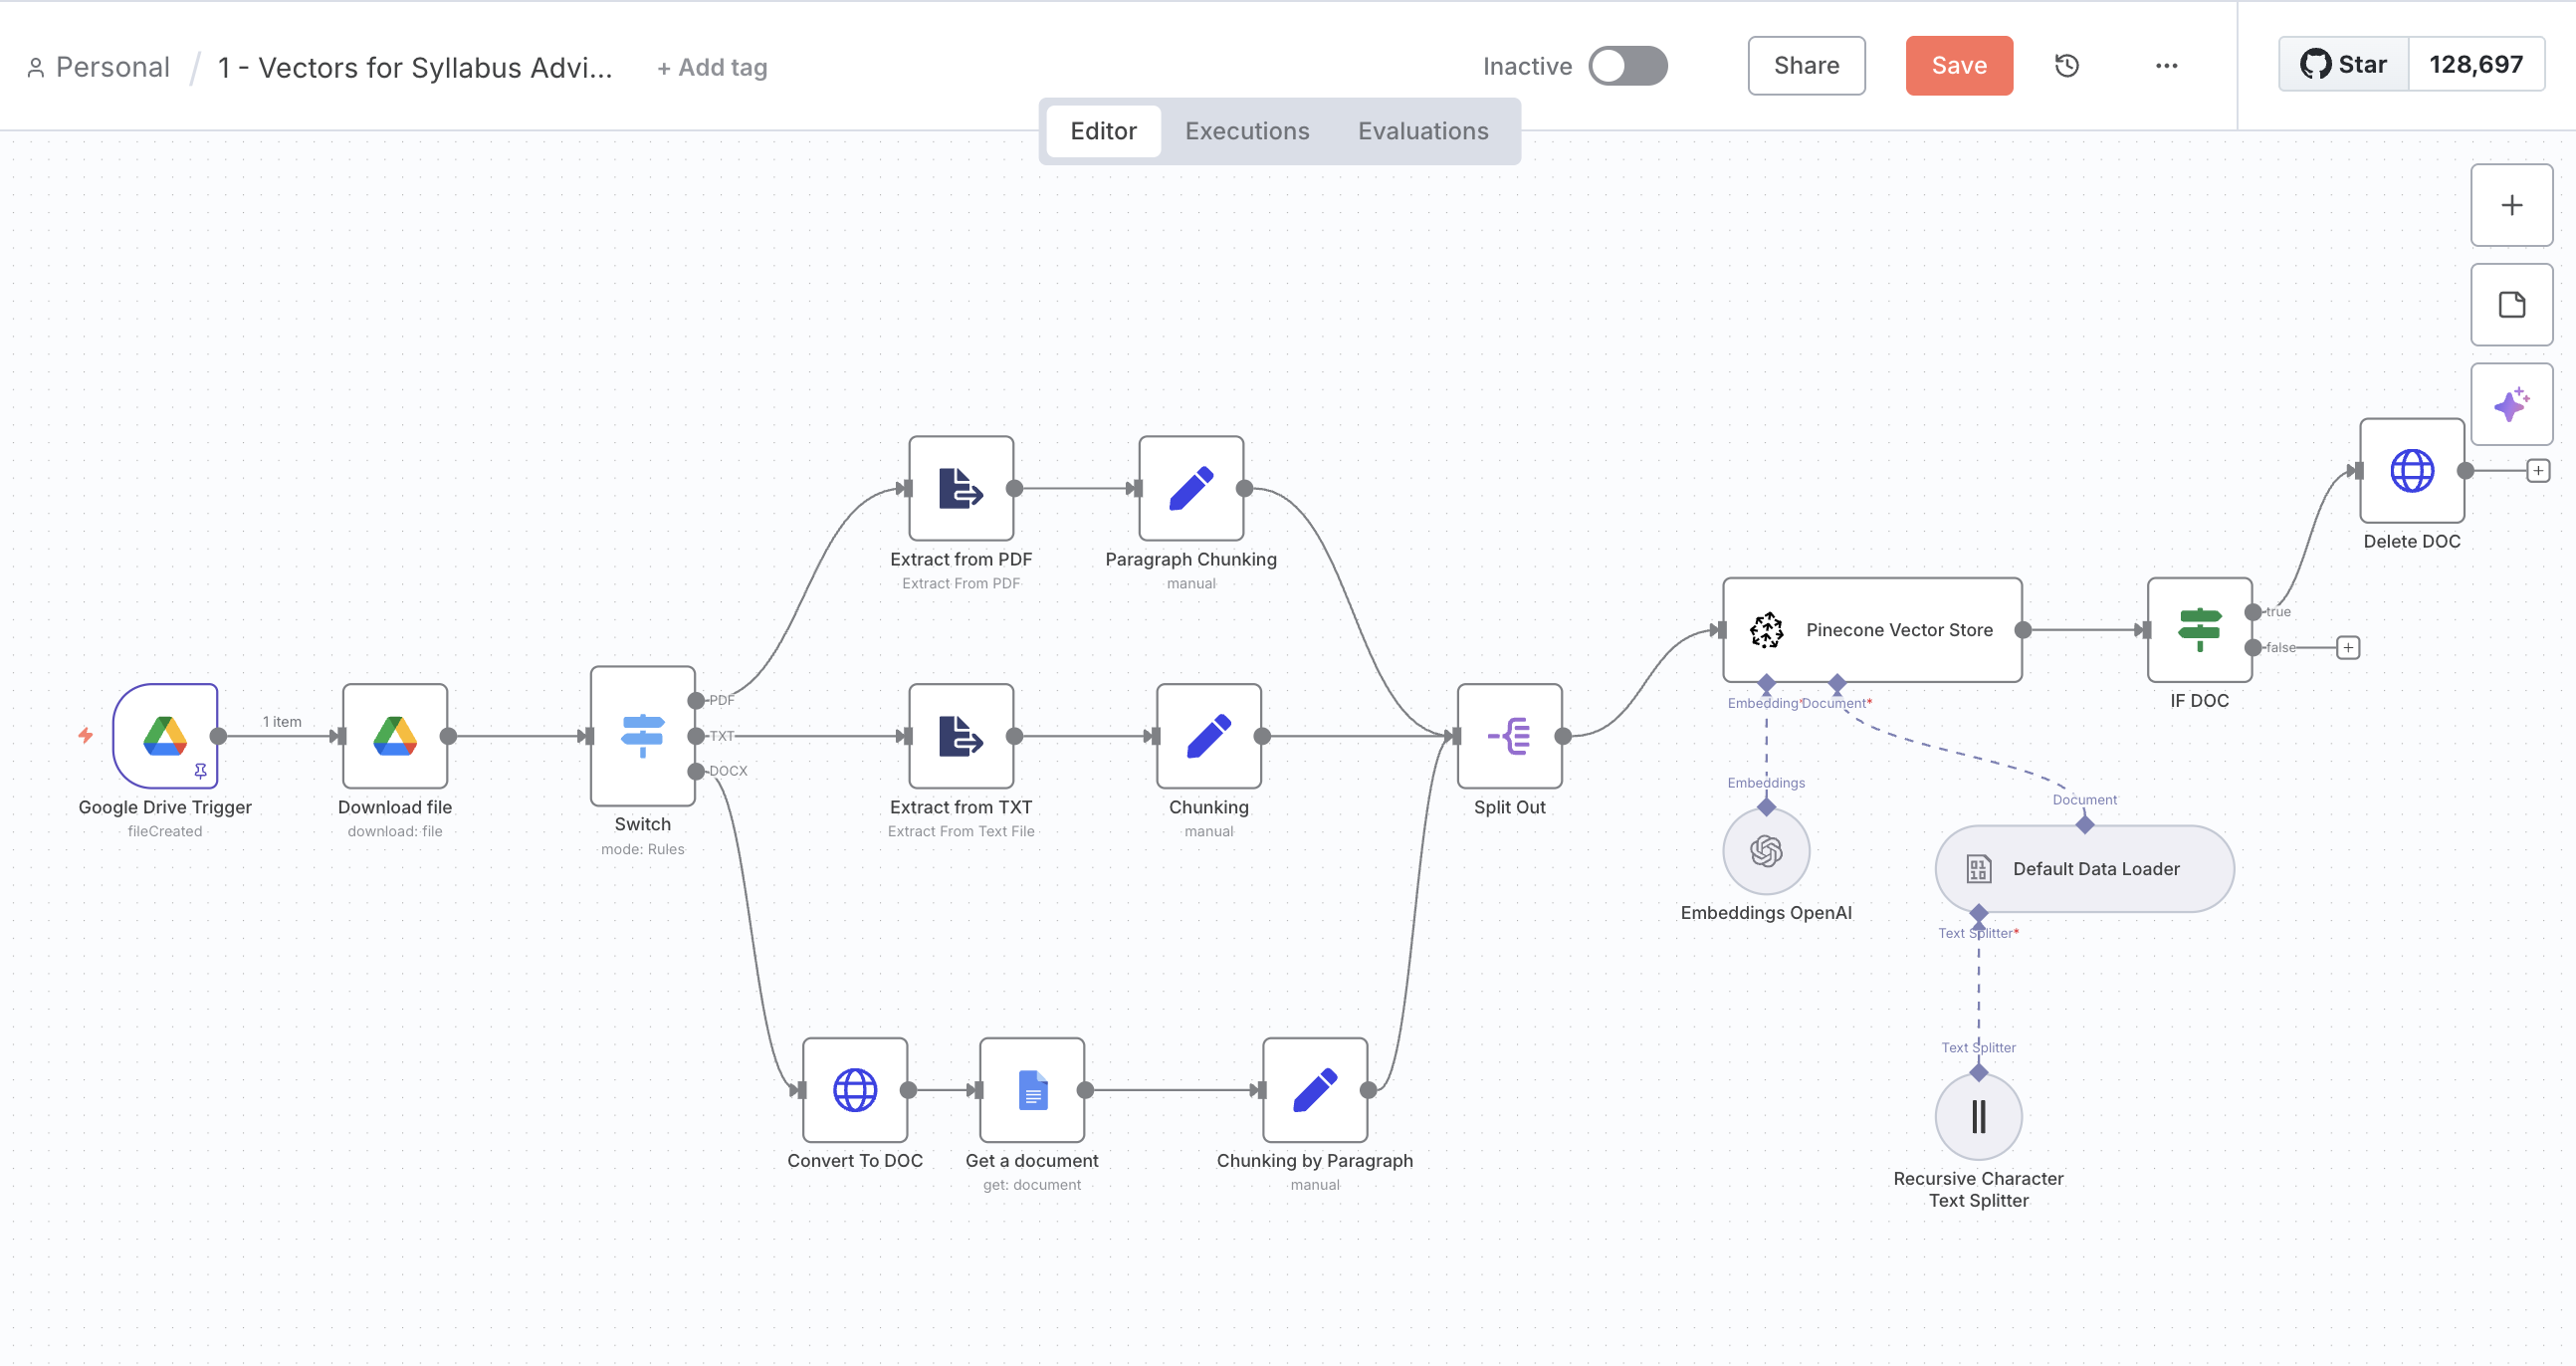 Personal / 1 - Vectors for Syllabus Advi... + Add tag
Inactive
Share
Save
...
Star 128,697
Editor Executions Evaluations
Extract from PDF
Extract From PDF
Paragraph Chunking
manual
Delete DOC
Pinecone Vector Store
true
false
IF DOC
Embedding*
Document*
PDF
TXT
DOCX
1 item
Google Drive Trigger
fileCreated
Download file
download: file
Switch
mode: Rules
Extract from TXT
Extract From Text File
Chunking
manual
Split Out
Embeddings
Embeddings OpenAI
Document
Default Data Loader
Text Splitter*
Text Splitter
Recursive Character
Text Splitter
Convert To DOC
Get a document
get: document
Chunking by Paragraph
manual